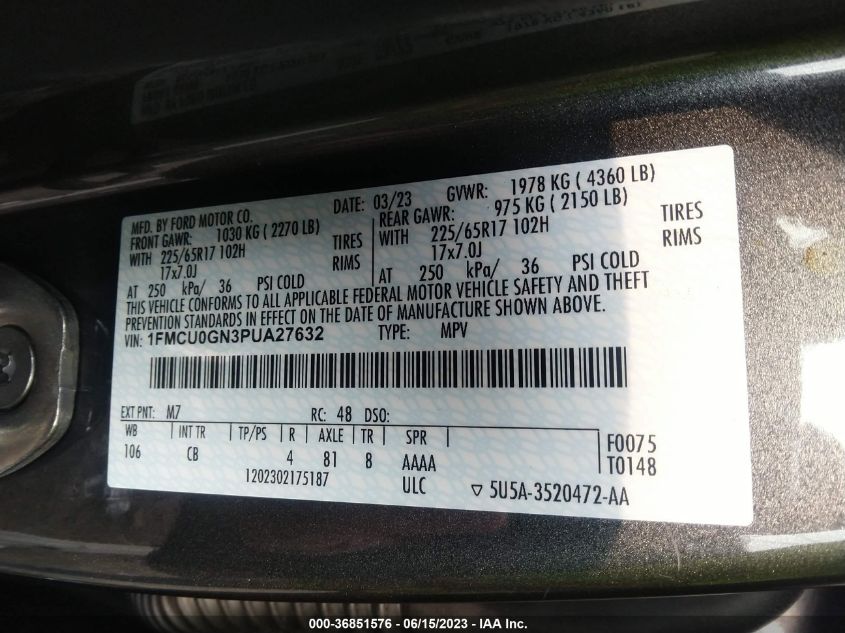 MFD. BY FORD MOTOR CO.
DATE: 03/23 GVWR: 1978 KG ( 4360 LB)
FRONT GAWR: 1030 KG ( 2270 LB)
REAR GAWR: 975 KG ( 2150 LB)
WITH 225/65R17 102H TIRES
WITH 225/65R17 102H TIRES
17x7.0J RIMS
17x7.0J RIMS
AT 250 kPa/ 36 PSI COLD
AT 250 kPa/ 36 PSI COLD
THIS VEHICLE CONFORMS TO ALL APPLICABLE FEDERAL MOTOR VEHICLE SAFETY AND THEFT
PREVENTION STANDARDS IN EFFECT ON THE DATE OF MANUFACTURE SHOWN ABOVE.
VIN: 1FMCU0GN3PUA27632 TYPE: MPV
EXT PNT: M7 RC: 48 DSO:
WB INT TR TP/PS R AXLE TR SPR
106 CB 4 81 8 AAAA
F0075
T0148
1202302175187 ULC ▽ 5U5A-3520472-AA
000-36851576 - 06/15/2023 - IAA Inc.